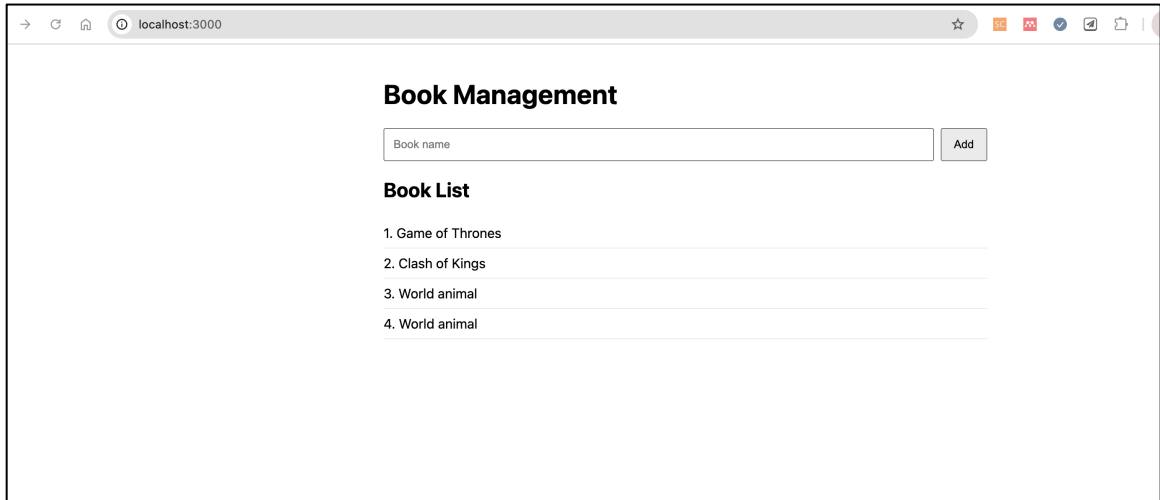 localhost:3000
SC
Book Management
Book name
Add
Book List
1. Game of Thrones
2. Clash of Kings
3. World animal
4. World animal